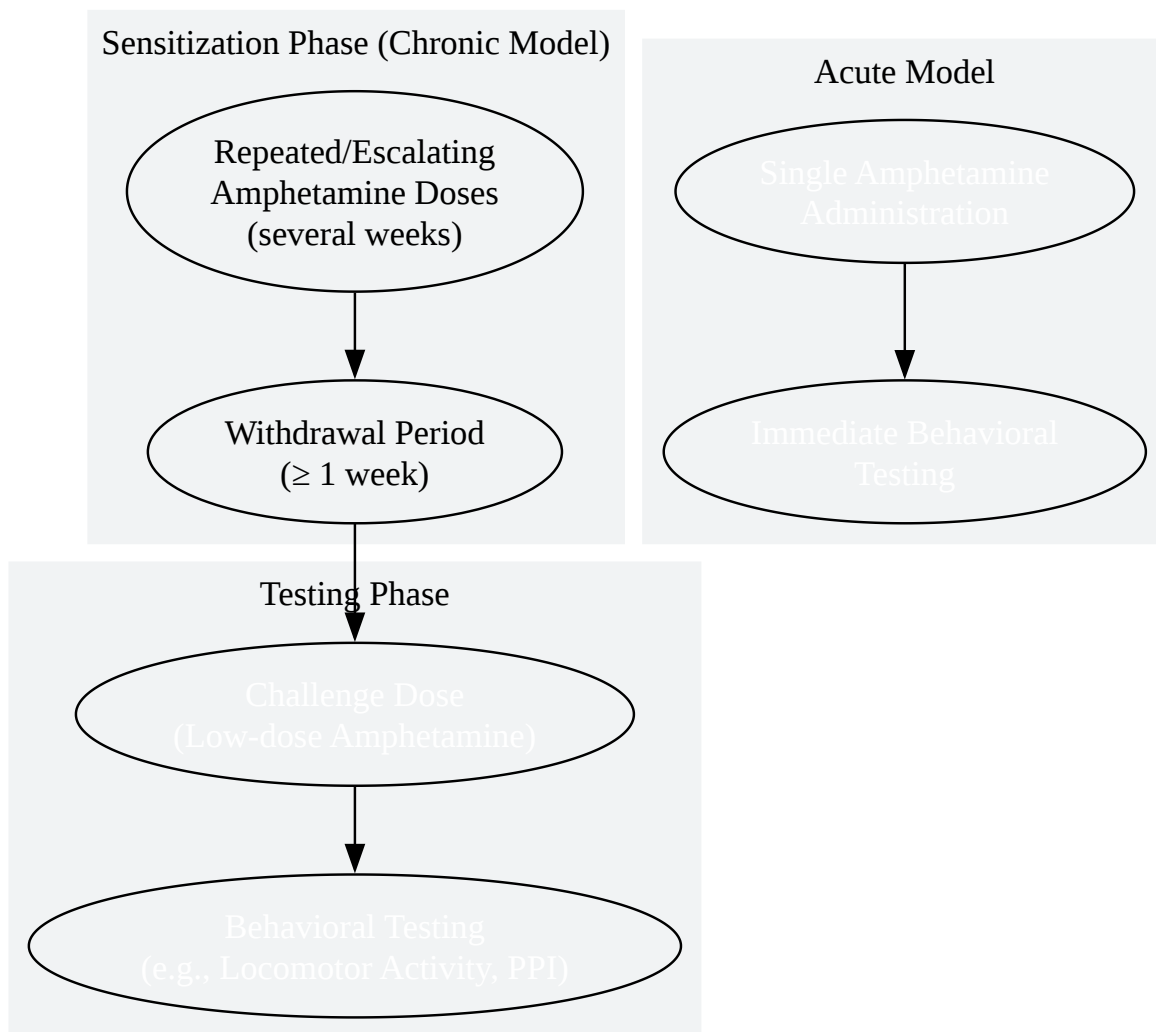 Sensitization Phase (Chronic Model)
Repeated/Escalating
Amphetamine Doses
(several weeks)
Withdrawal Period
(≥ 1 week)
Testing Phase
Challenge Dose
(Low-dose Amphetamine)
Behavioral Testing
(e.g., Locomotor Activity, PPI)
Acute Model
Single Amphetamine
Administration
Immediate Behavioral
Testing